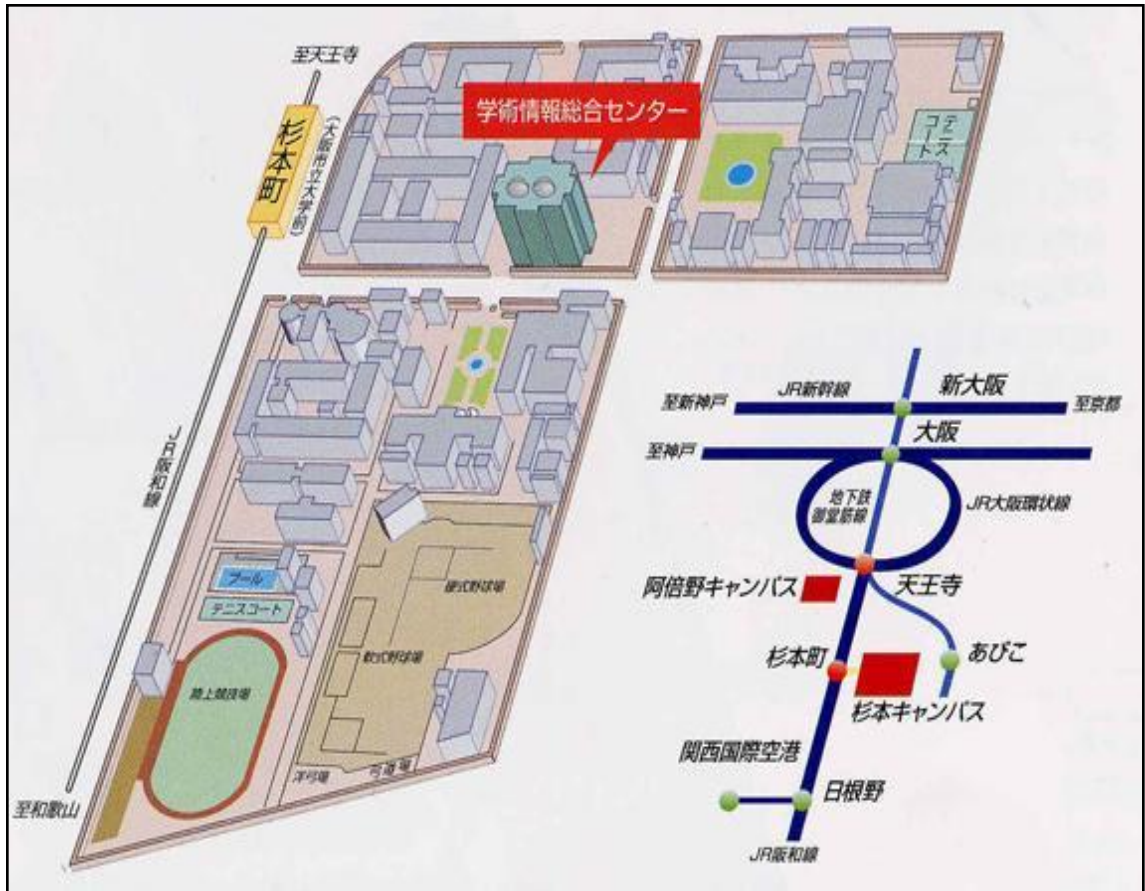 至天王寺
杉本町
(大阪市立大学前)
学術情報総合センター
テニス
コート
JR阪和線
プール
テニスコート
陸上競技場
硬式野球場
軟式野球場
洋弓場
弓道場
至和歌山
JR新幹線
新大阪
至新神戸
至京都
大阪
至神戸
地下鉄
御堂筋線
JR大阪環状線
阿倍野キャンパス
天王寺
杉本町
あびこ
杉本キャンパス
関西国際空港
日根野
JR阪和線